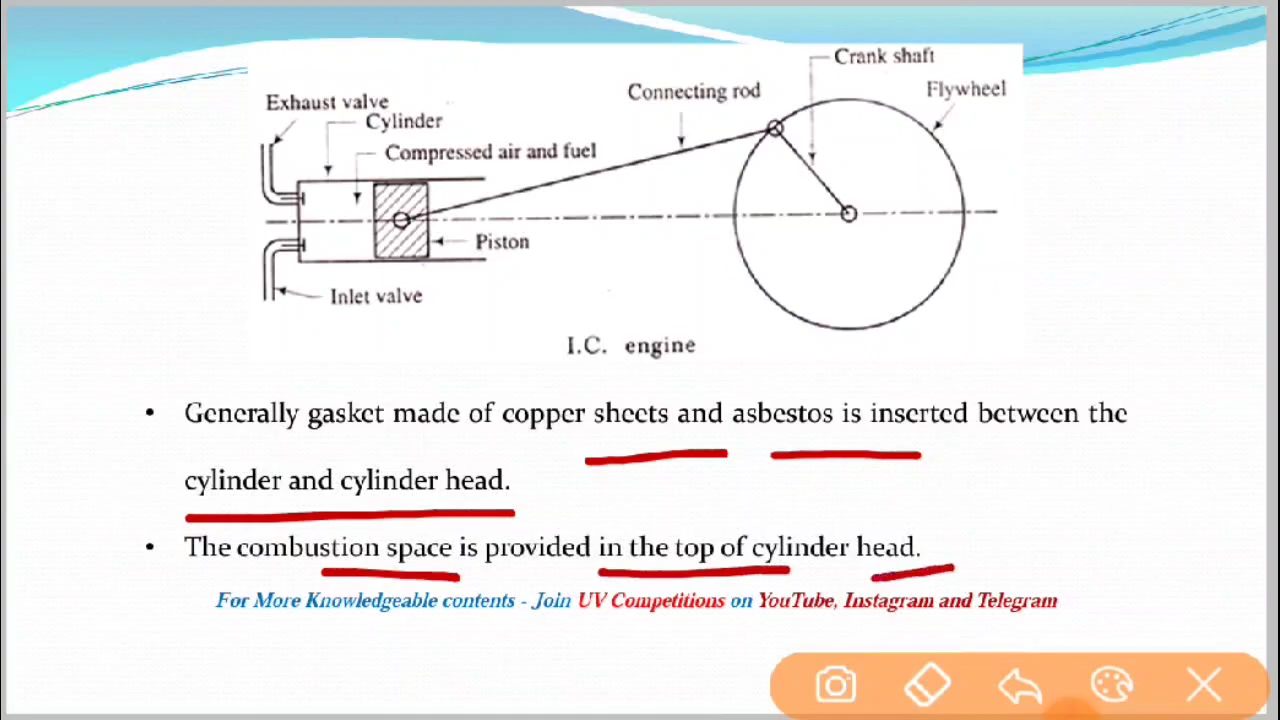 Crank shaft
Connecting rod
Flywheel
Exhaust valve
Cylinder
Compressed air and fuel
Piston
Inlet valve
I.C. engine
• Generally gasket made of copper sheets and asbestos is inserted between the
cylinder and cylinder head.
• The combustion space is provided in the top of cylinder head.
For More Knowledgeable contents - Join UV Competitions on YouTube, Instagram and Telegram